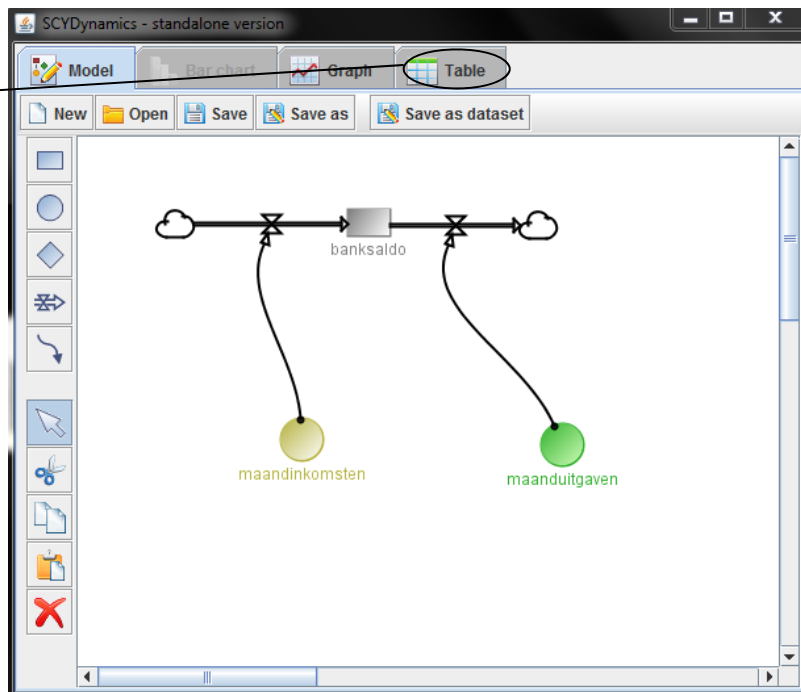 SCYDynamics - standalone version
Model Bar chart Graph Table
New Open Save Save as Save as dataset
banksaldo
maandinkomsten
maanduitgaven